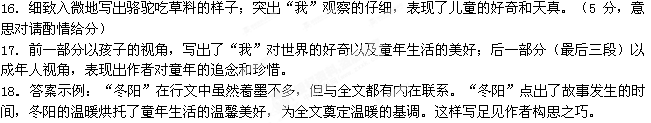 16. 细致入微地写出骆驼吃草料的样子；突出“我”观察的仔细，表现了儿童的好奇和天真。（5 分，意
思对请酌情给分）
17. 前一部分以孩子的视角，写出了“我”对世界的好奇以及童年生活的美好；后一部分（最后三段）以
成年人视角，表现出作者对童年的追念和珍惜。
18. 答案示例：“冬阳”在行文中虽然着墨不多，但与全文都有内在联系。“冬阳”点出了故事发生的时
间，冬阳的温暖烘托了童年生活的温馨美好，为全文奠定温暖的基调。这样写足见作者构思之巧。